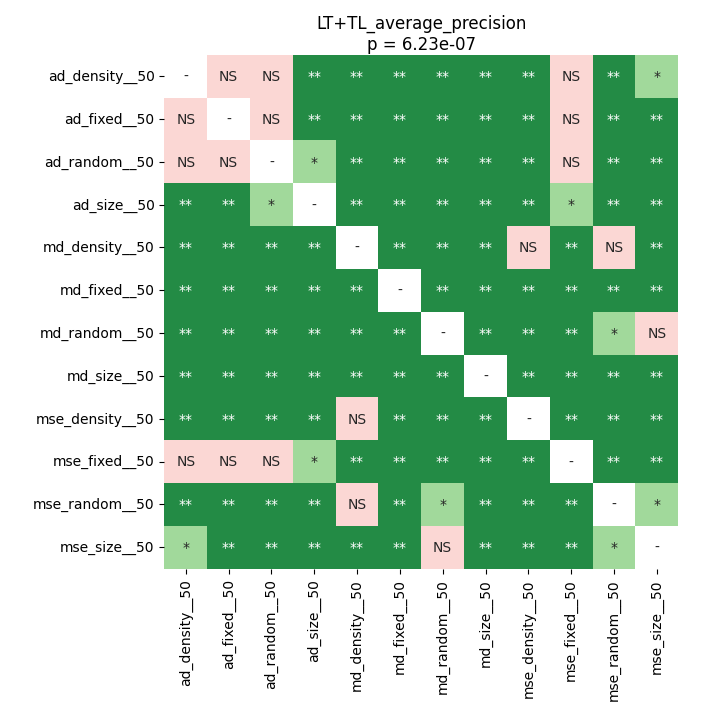 LT+TL_average_precision
p = 6.23e-07
ad_density__50 - NS NS ** ** ** ** ** ** NS ** *
ad_fixed__50 NS - NS ** ** ** ** ** ** NS ** **
ad_random__50 NS NS - * ** ** ** ** ** NS ** **
ad_size__50 ** ** * - ** ** ** ** ** * ** **
md_density__50 ** ** ** ** - ** ** ** NS ** NS **
md_fixed__50 ** ** ** ** ** - ** ** ** ** ** **
md_random__50 ** ** ** ** ** ** - ** ** ** * NS
md_size__50 ** ** ** ** ** ** ** - ** ** ** **
mse_density__50 ** ** ** ** NS ** ** ** - ** ** **
mse_fixed__50 NS NS NS * ** ** ** ** ** - ** **
mse_random__50 ** ** ** ** NS ** * ** ** ** - *
mse_size__50 * ** ** ** ** ** NS ** ** ** * -
ad_density__50
ad_fixed__50
ad_random__50
ad_size__50
md_density__50
md_fixed__50
md_random__50
md_size__50
mse_density__50
mse_fixed__50
mse_random__50
mse_size__50